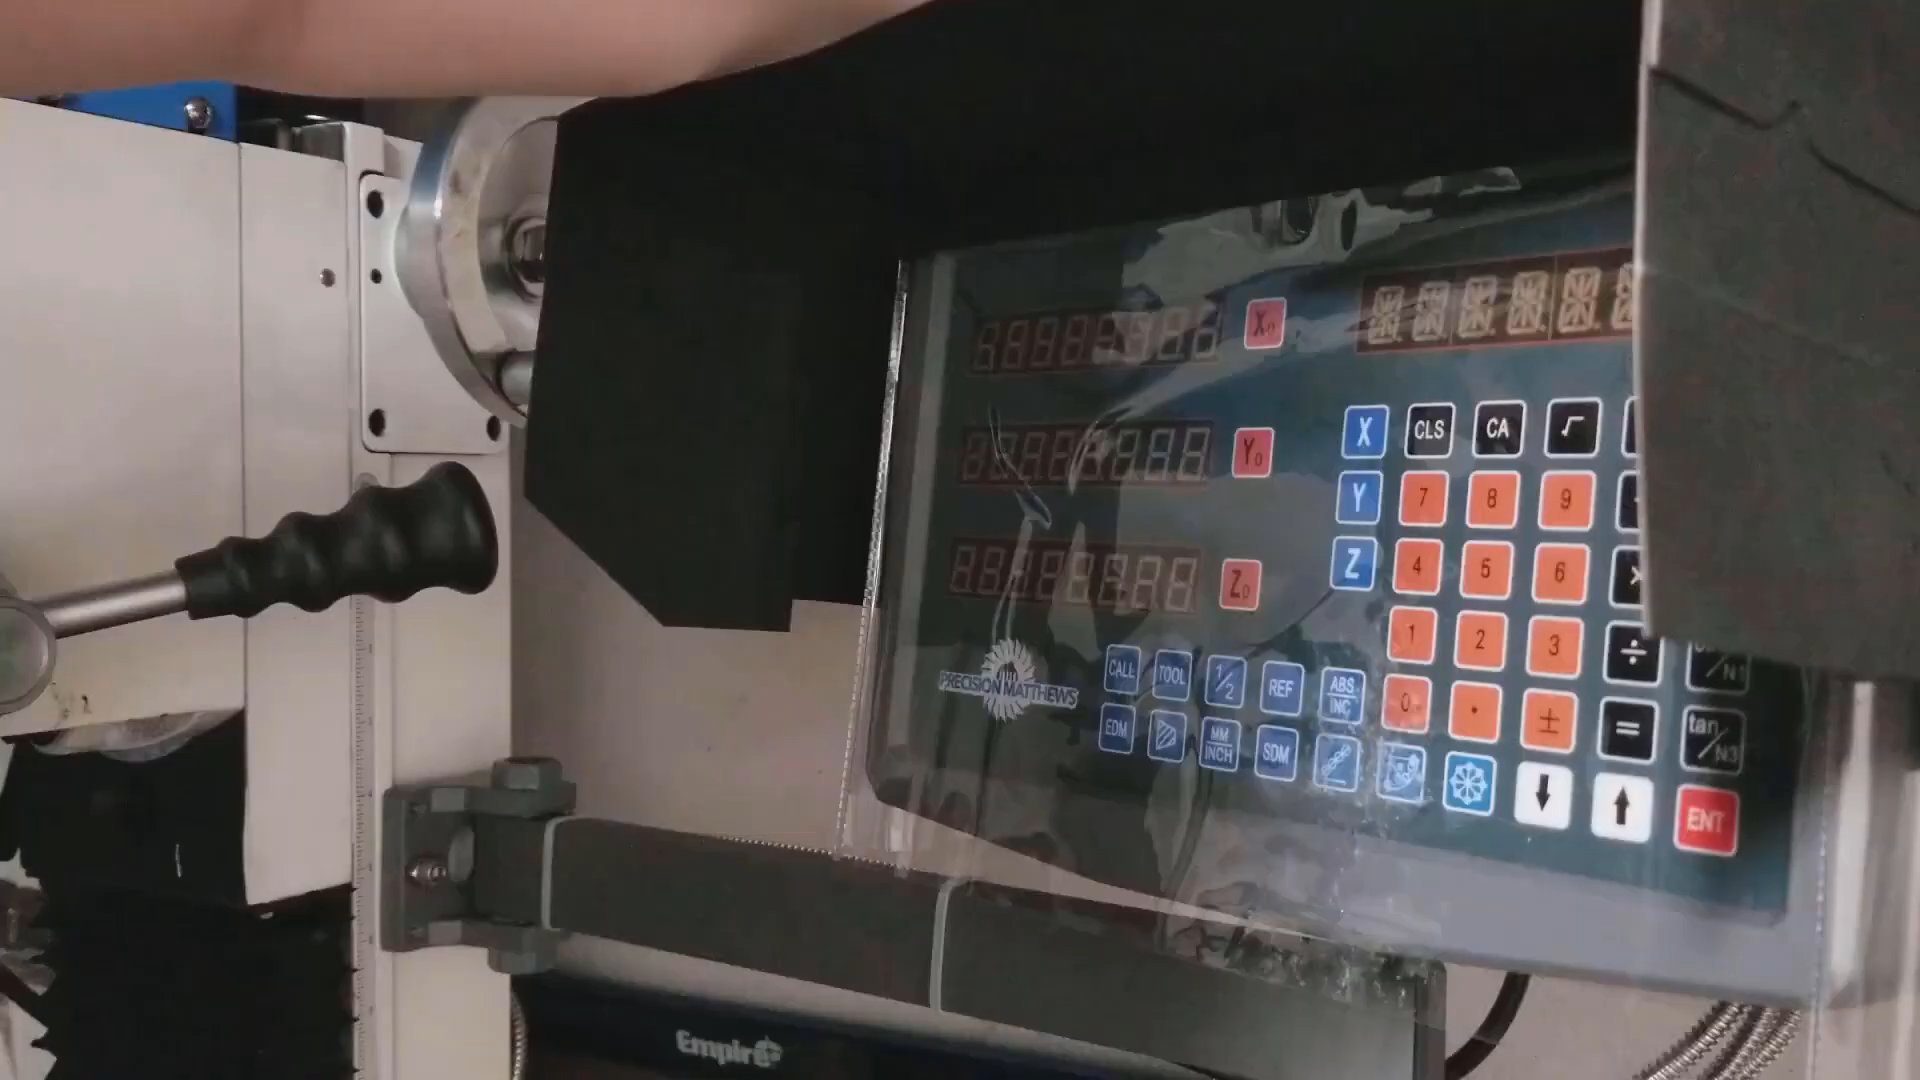 X0
Y0
Z0
X CLS CA √
Y 7 8 9
Z 4 5 6
1 2 3 ÷
0 . ± =
CALL TOOL 1/2 REF ABS/INC
EDM MM/INCH SDM
tan/N3
ENT
PRECISION MATTHEWS
Empire